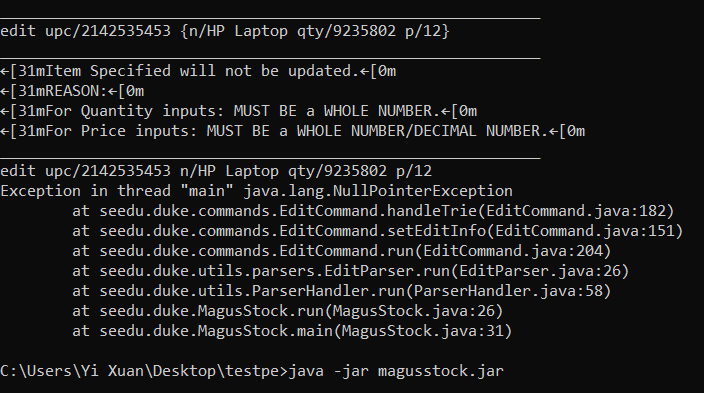 edit upc/2142535453 {n/HP Laptop qty/9235802 p/12}
←[31mItem Specified will not be updated.←[0m
←[31mREASON:←[0m
←[31mFor Quantity inputs: MUST BE a WHOLE NUMBER.←[0m
←[31mFor Price inputs: MUST BE a WHOLE NUMBER/DECIMAL NUMBER.←[0m
edit upc/2142535453 n/HP Laptop qty/9235802 p/12
Exception in thread "main" java.lang.NullPointerException
at seedu.duke.commands.EditCommand.handleTrie(EditCommand.java:182)
at seedu.duke.commands.EditCommand.setEditInfo(EditCommand.java:151)
at seedu.duke.commands.EditCommand.run(EditCommand.java:204)
at seedu.duke.utils.parsers.EditParser.run(EditParser.java:26)
at seedu.duke.utils.ParserHandler.run(ParserHandler.java:58)
at seedu.duke.MagusStock.run(MagusStock.java:26)
at seedu.duke.MagusStock.main(MagusStock.java:31)
C:\Users\Yi Xuan\Desktop\testpe>java -jar magusstock.jar